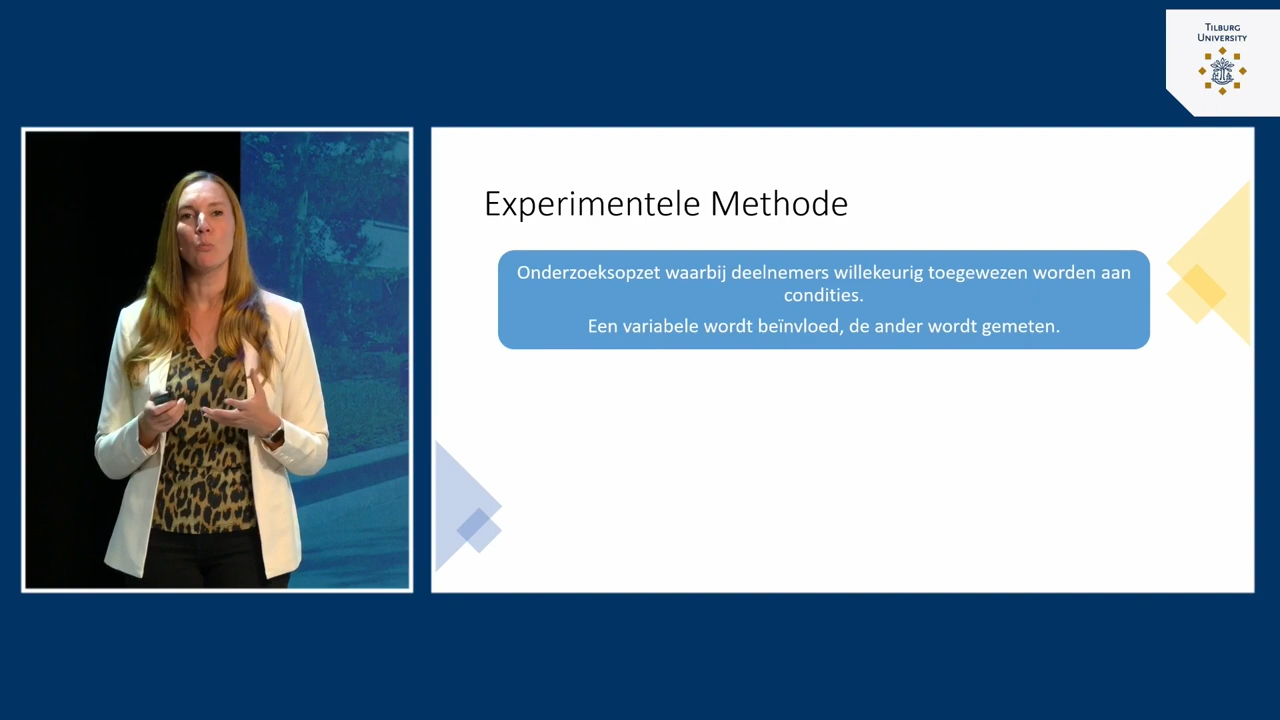 TILBURG
UNIVERSITY
Experimentele Methode
Onderzoeksopzet waarbij deelnemers willekeurig toegewezen worden aan
condities.
Een variabele wordt beïnvloed, de ander wordt gemeten.